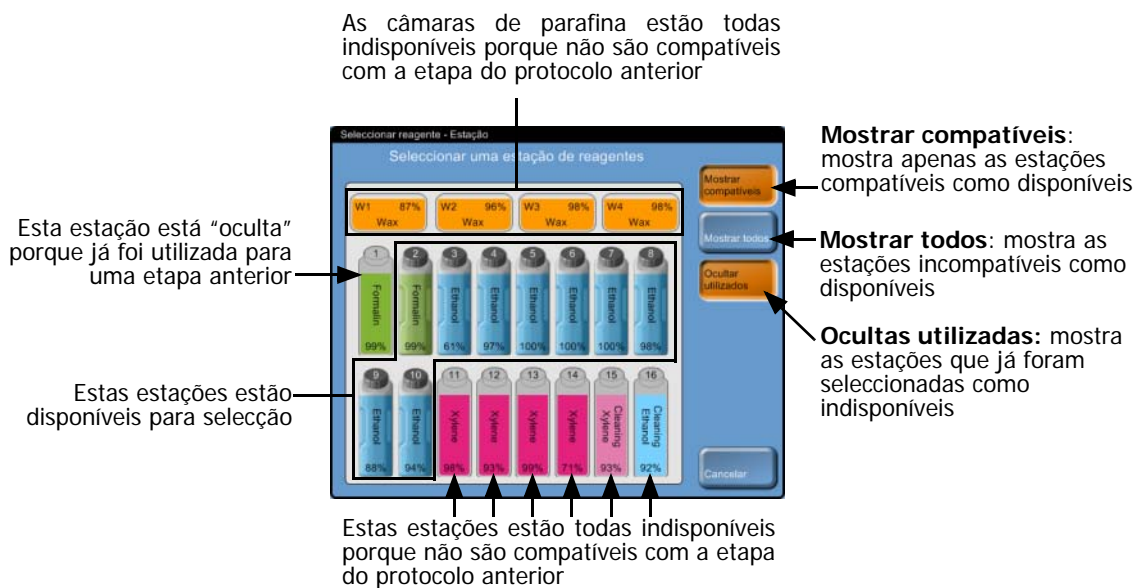 As câmaras de parafina estão todas
indisponíveis porque não são compatíveis
com a etapa do protocolo anterior
Seleccionar reagente - Estação
Seleccionar uma estação de reagentes
W1 87%
Wax
W2 96%
Wax
W3 98%
Wax
W4 98%
Wax
Mostrar
compatíveis
Mostrar todos
Ocultar
utilizados
Cancelar
1
Formalin
99%
2
Formalin
99%
3
Ethanol
61%
4
Ethanol
97%
5
Ethanol
100%
6
Ethanol
100%
7
Ethanol
100%
8
Ethanol
98%
9
Ethanol
88%
10
Ethanol
94%
11
Xylene
98%
12
Xylene
93%
13
Xylene
99%
14
Xylene
71%
15
Cleaning
Xylene
93%
16
Cleaning
Ethanol
92%
Esta estação está “oculta”
porque já foi utilizada para
uma etapa anterior
Estas estações estão
disponíveis para selecção
Mostrar compatíveis:
mostra apenas as estações
compatíveis como disponíveis
Mostrar todos: mostra as
estações incompatíveis como
disponíveis
Ocultas utilizadas: mostra
as estações que já foram
seleccionadas como
indisponíveis
Estas estações estão todas indisponíveis
porque não são compatíveis com a etapa
do protocolo anterior